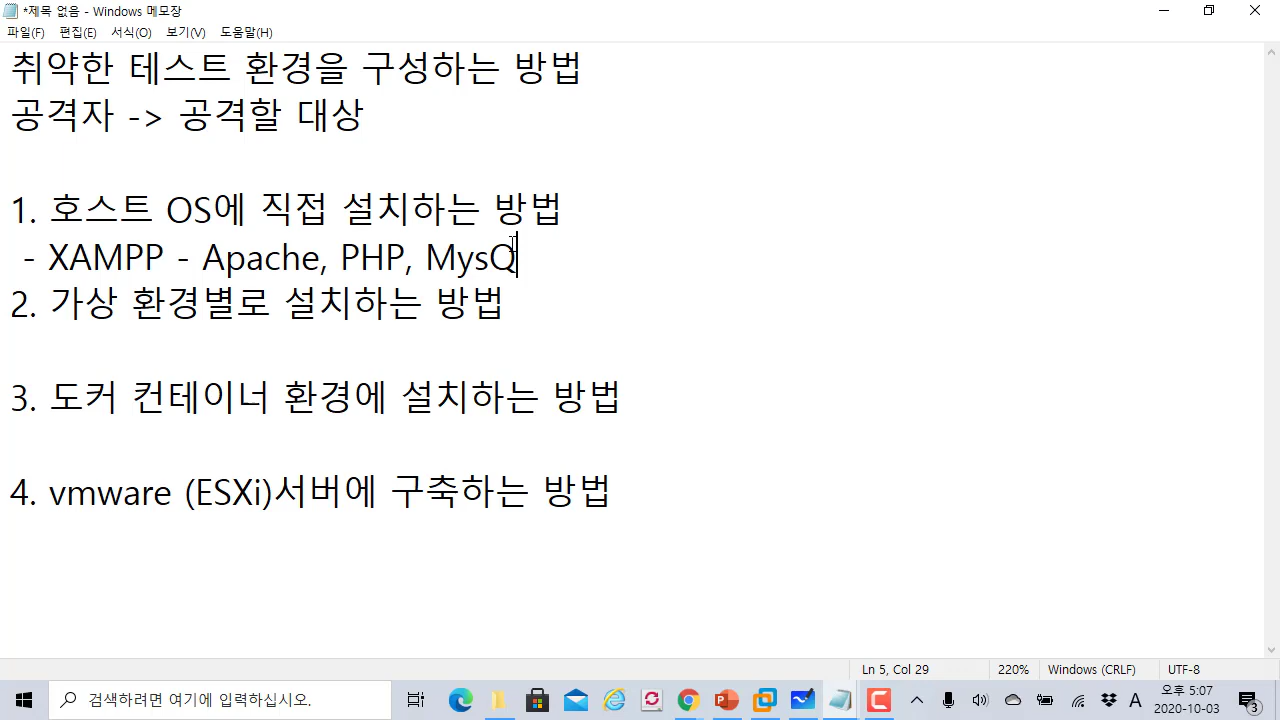 *제목 없음 - Windows 메모장
파일(F) 편집(E) 서식(O) 보기(V) 도움말(H)
취약한 테스트 환경을 구성하는 방법
공격자 -> 공격할 대상
1. 호스트 OS에 직접 설치하는 방법
- XAMPP - Apache, PHP, MysQ
2. 가상 환경별로 설치하는 방법
3. 도커 컨테이너 환경에 설치하는 방법
4. vmware (ESXi)서버에 구축하는 방법
Ln 5, Col 29 220% Windows (CRLF) UTF-8
검색하려면 여기에 입력하십시오.
A
오후 5:07
2020-10-03
3